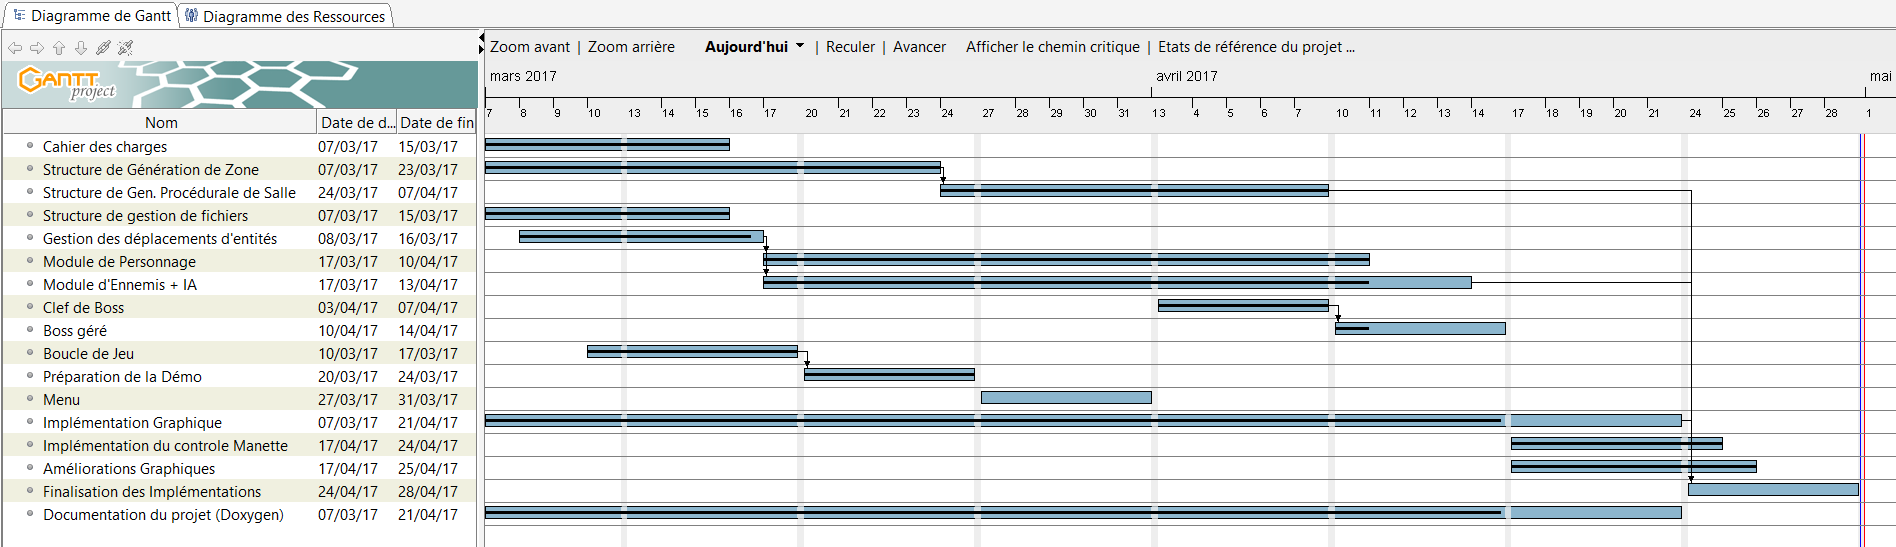 Diagramme de Gantt Diagramme des Ressources
Zoom avant | Zoom arrière Aujourd'hui | Reculer | Avancer Afficher le chemin critique | Etats de référence du projet ...
GANTT project
mars 2017 avril 2017 mai
7 8 9 10 13 14 15 16 17 20 21 22 23 24 27 28 29 30 31 3 4 5 6 7 10 11 12 13 14 17 18 19 20 21 24 25 26 27 28 1
Nom Date de d... Date de fin
Cahier des charges 07/03/17 15/03/17
Structure de Génération de Zone 07/03/17 23/03/17
Structure de Gen. Procédurale de Salle 24/03/17 07/04/17
Structure de gestion de fichiers 07/03/17 15/03/17
Gestion des déplacements d'entités 08/03/17 16/03/17
Module de Personnage 17/03/17 10/04/17
Module d'Ennemis + IA 17/03/17 13/04/17
Clef de Boss 03/04/17 07/04/17
Boss géré 10/04/17 14/04/17
Boucle de Jeu 10/03/17 17/03/17
Préparation de la Démo 20/03/17 24/03/17
Menu 27/03/17 31/03/17
Implémentation Graphique 07/03/17 21/04/17
Implémentation du controle Manette 17/04/17 24/04/17
Améliorations Graphiques 17/04/17 25/04/17
Finalisation des Implémentations 24/04/17 28/04/17
Documentation du projet (Doxygen) 07/03/17 21/04/17